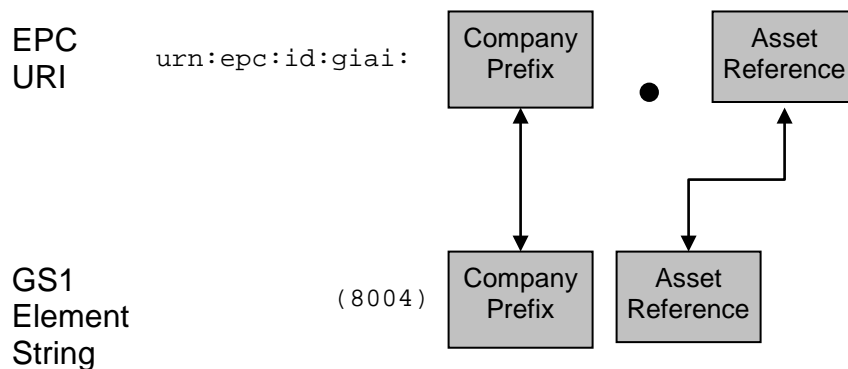 EPC
URI
urn:epc:id:giai:
Company
Prefix
Asset
Reference
GS1
Element
String
(8004)
Company
Prefix
Asset
Reference